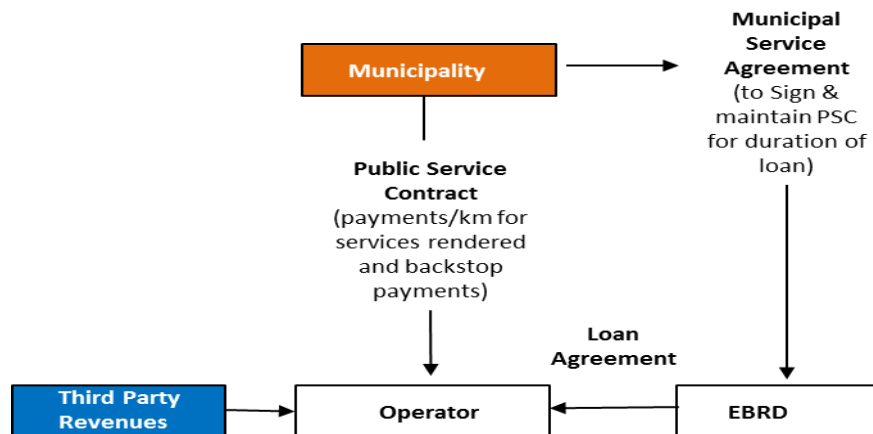 Municipal
Service
Agreement
(to Sign &
maintain PSC
for duration of
loan)
Municipality
Public Service
Contract
(payments/km for
services rendered
and backstop
payments)
Loan
Agreement
Third Party
Revenues
Operator
EBRD